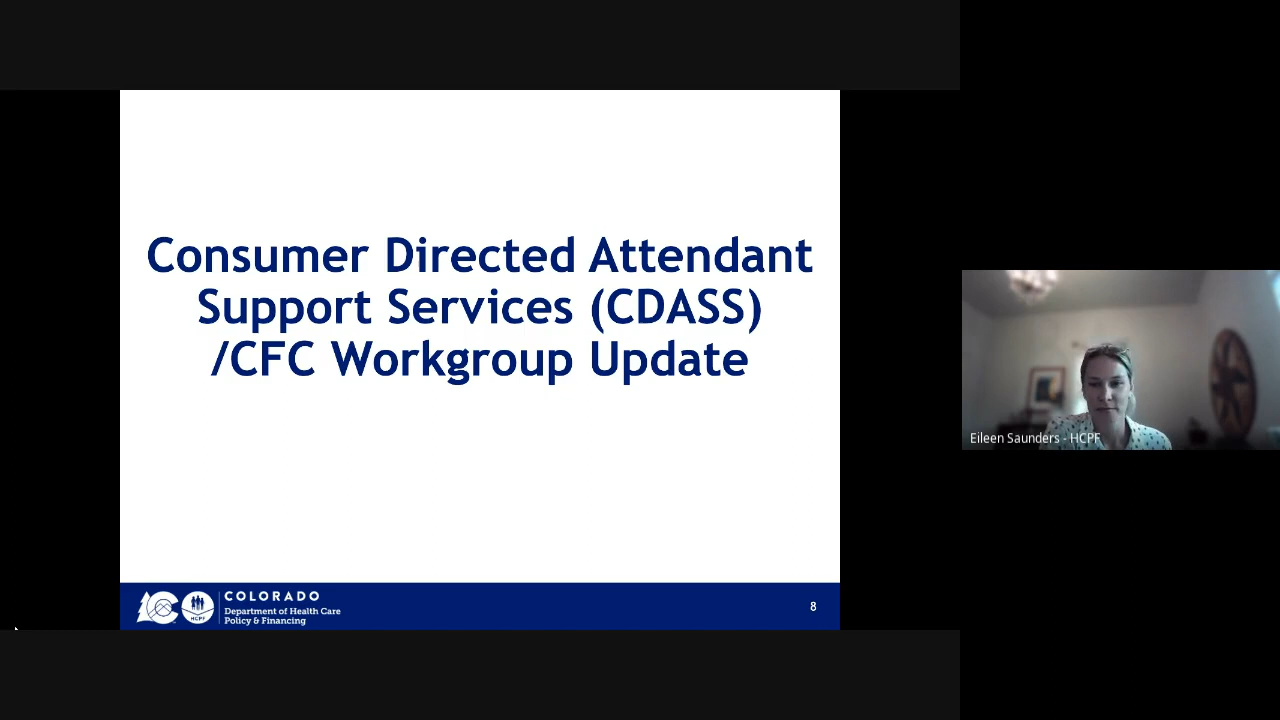 Consumer Directed Attendant
Support Services (CDASS)
/CFC Workgroup Update
HCPF
COLORADO
Department of Health Care
Policy & Financing
8
Eileen Saunders - HCPF